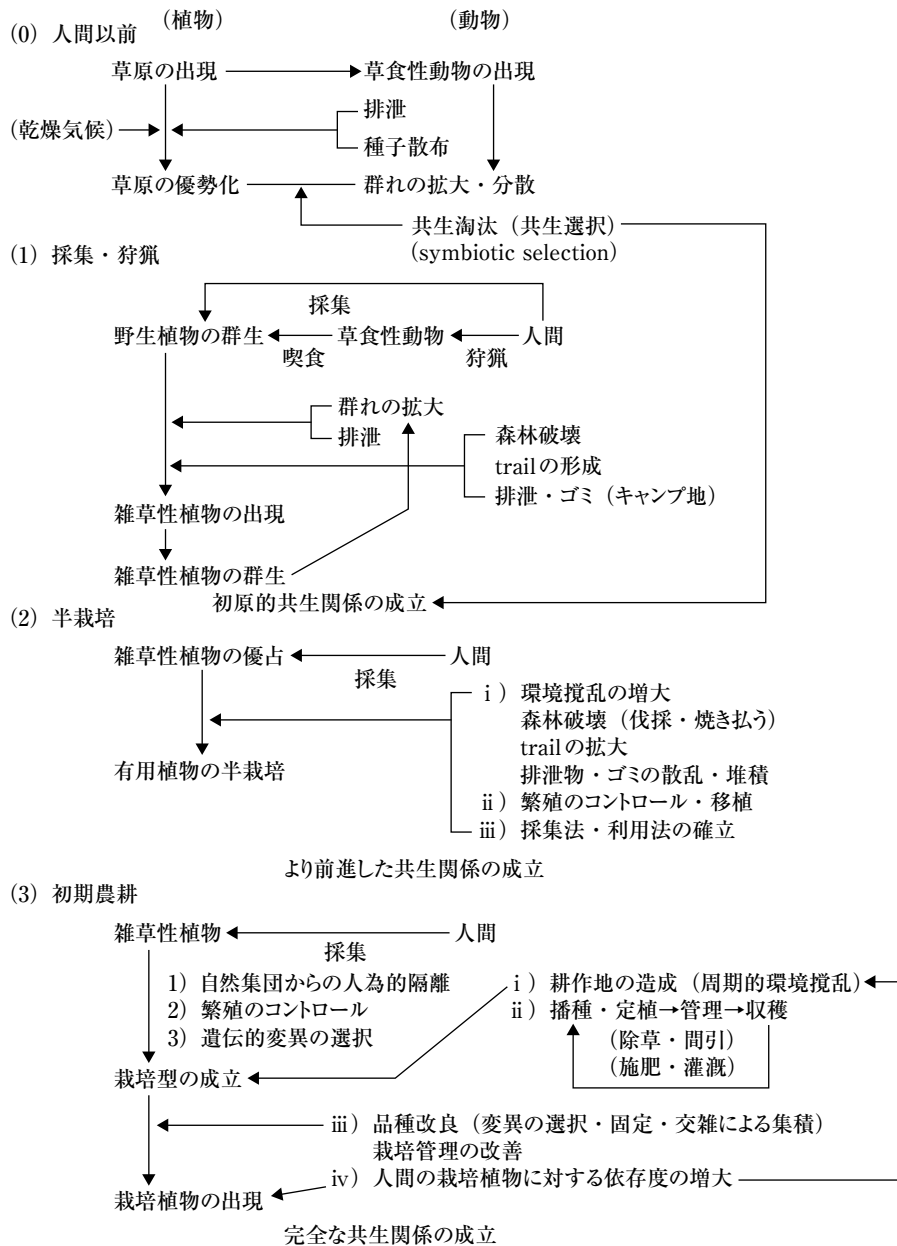 (植物) (動物)
(0) 人間以前
草原の出現 草食性動物の出現
排泄
(乾燥気候)
種子散布
草原の優勢化 群れの拡大・分散
共生淘汰（共生選択）
(symbiotic selection)
(1) 採集・狩猟
採集
野生植物の群生 草食性動物 人間
喫食 狩猟
群れの拡大
排泄
森林破壊
trailの形成
排泄・ゴミ（キャンプ地）
雑草性植物の出現
雑草性植物の群生
初原的共生関係の成立
(2) 半栽培
雑草性植物の優占 人間
採集
ⅰ）環境撹乱の増大
森林破壊（伐採・焼き払う）
trailの拡大
有用植物の半栽培
排泄物・ゴミの散乱・堆積
ⅱ）繁殖のコントロール・移植
ⅲ）採集法・利用法の確立
より前進した共生関係の成立
(3) 初期農耕
雑草性植物 人間
採集
1）自然集団からの人為的隔離
2）繁殖のコントロール
3）遺伝的変異の選択
ⅰ）耕作地の造成（周期的環境撹乱）
ⅱ）播種・定植→管理→収穫
（除草・間引）
（施肥・灌漑）
栽培型の成立
ⅲ）品種改良（変異の選択・固定・交雑による集積）
栽培管理の改善
ⅳ）人間の栽培植物に対する依存度の増大
栽培植物の出現
完全な共生関係の成立